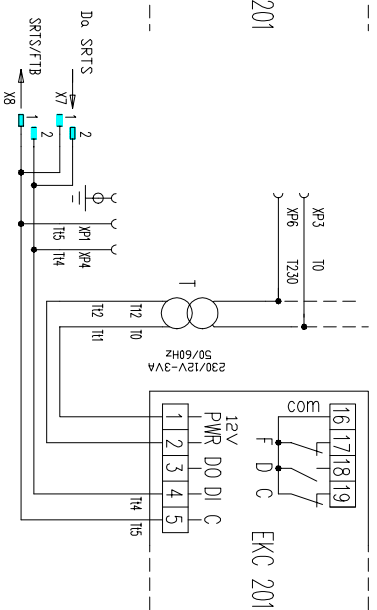 201
Da SRTS
SRTS/FTB
X8
1
2
X7
1
2
XP3
T0
XP6
T230
Tt5
XP1
Tt4
XP4
T
Tt2
T12
Tt1
T0
230/12V-3VA
50/60Hz
com
16
17
18
19
F
D
C
12V
1
PWR
2
3
DO
4
DI
5
C
Tt4
Tt5
EKC 201